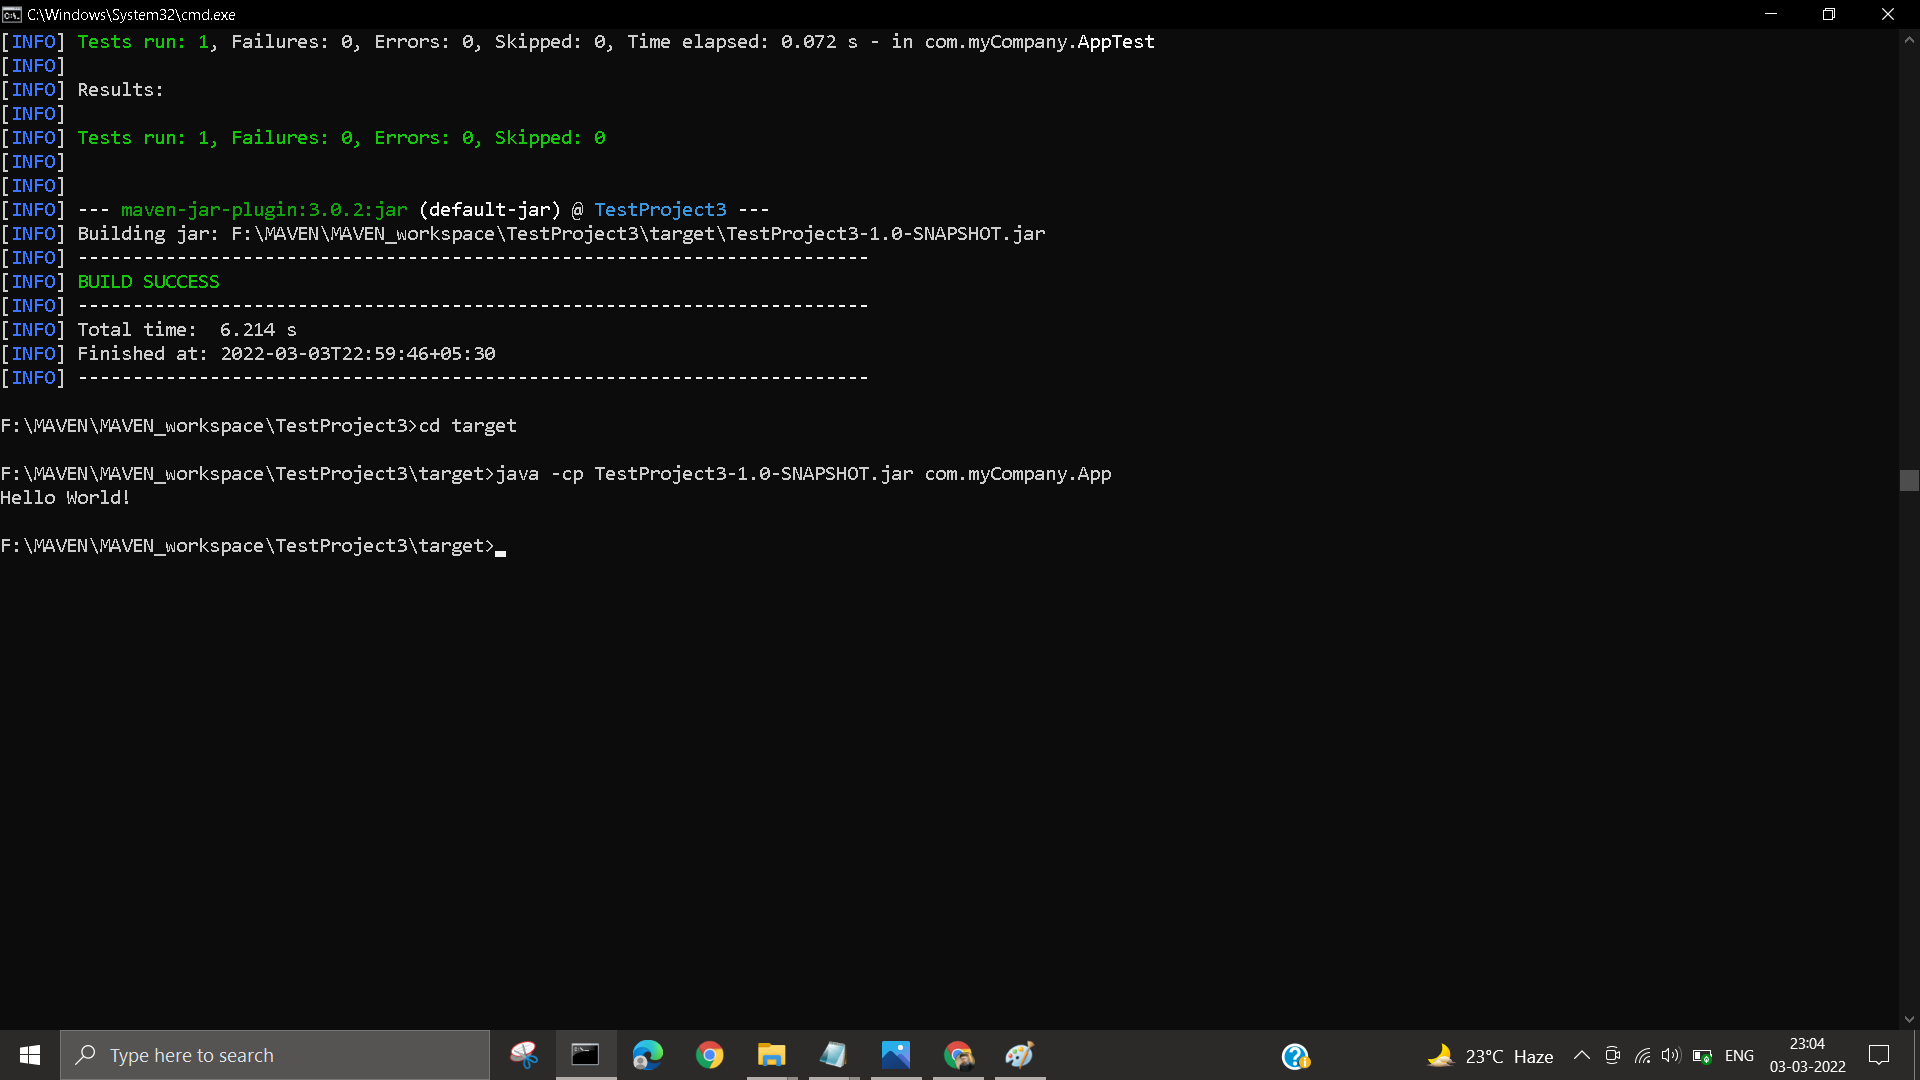 C:\Windows\System32\cmd.exe
[INFO] Tests run: 1, Failures: 0, Errors: 0, Skipped: 0, Time elapsed: 0.072 s - in com.myCompany.AppTest
[INFO]
[INFO] Results:
[INFO]
[INFO] Tests run: 1, Failures: 0, Errors: 0, Skipped: 0
[INFO]
[INFO]
[INFO] --- maven-jar-plugin:3.0.2:jar (default-jar) @ TestProject3 ---
[INFO] Building jar: F:\MAVEN\MAVEN_workspace\TestProject3\target\TestProject3-1.0-SNAPSHOT.jar
[INFO] ------------------------------------------------------------------------
[INFO] BUILD SUCCESS
[INFO] ------------------------------------------------------------------------
[INFO] Total time:  6.214 s
[INFO] Finished at: 2022-03-03T22:59:46+05:30
[INFO] ------------------------------------------------------------------------
F:\MAVEN\MAVEN_workspace\TestProject3>cd target
F:\MAVEN\MAVEN_workspace\TestProject3\target>java -cp TestProject3-1.0-SNAPSHOT.jar com.myCompany.App
Hello World!
F:\MAVEN\MAVEN_workspace\TestProject3\target>
Type here to search
23°C Haze
ENG
23:04
03-03-2022